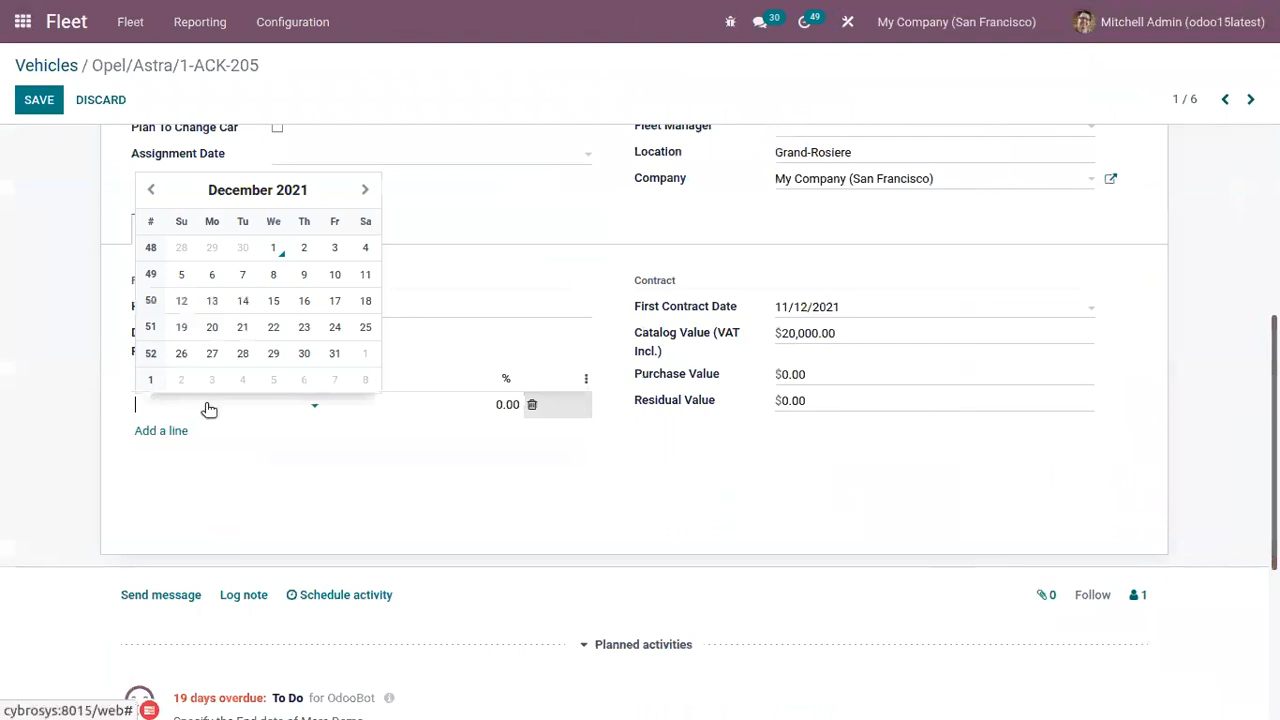 Fleet Fleet Reporting Configuration 30 49 My Company (San Francisco) Mitchell Admin (odoo15latest)
Vehicles / Opel/Astra/1-ACK-205
SAVE DISCARD 1 / 6
Plan To Change Car Fleet Manager
Assignment Date Location Grand-Rosiere
Company My Company (San Francisco)
December 2021
# Su Mo Tu We Th Fr Sa
48 28 29 30 1 2 3 4
49 5 6 7 8 9 10 11
50 12 13 14 15 16 17 18
51 19 20 21 22 23 24 25
52 26 27 28 29 30 31 1
1 2 3 4 5 6 7 8
Contract
First Contract Date 11/12/2021
Catalog Value (VAT
Incl.) $20,000.00
Purchase Value $0.00
Residual Value $0.00
%
0.00
Add a line
Send message Log note Schedule activity 0 Follow 1
Planned activities
19 days overdue: To Do for OdooBot
cybrosys:8015/web#